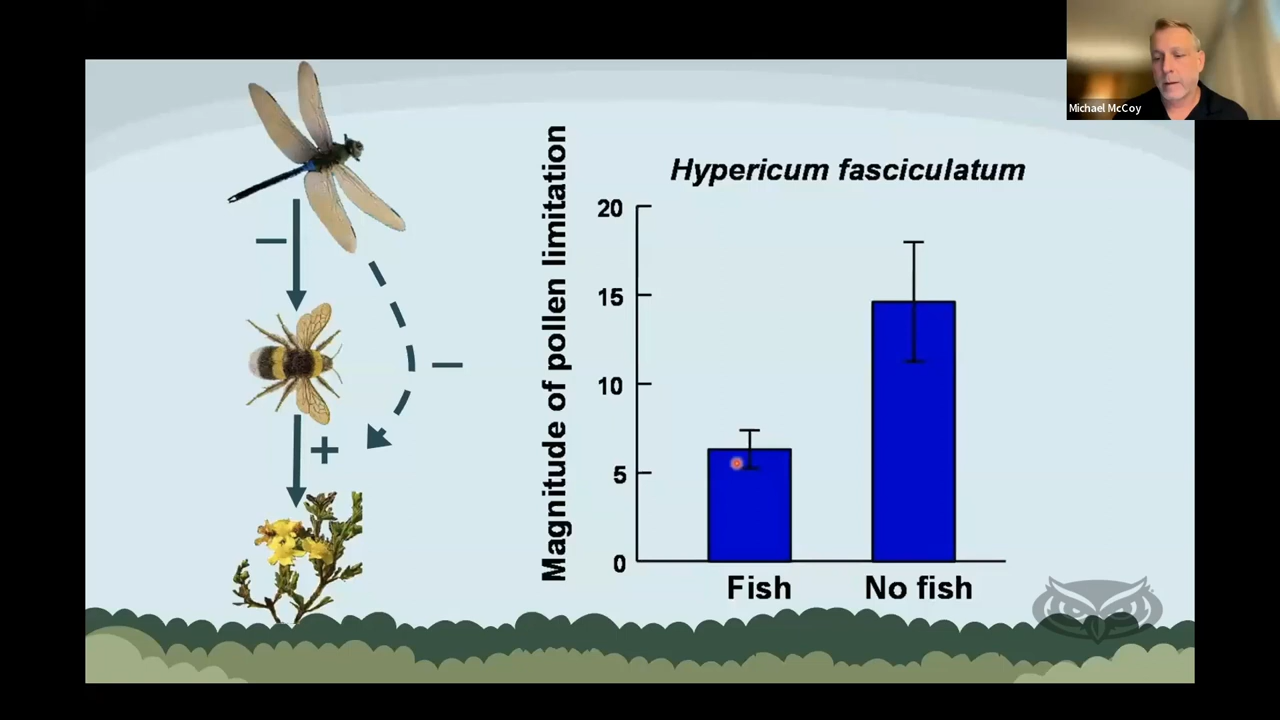 Michael McCoy
Hypericum fasciculatum
Magnitude of pollen limitation
20
15
10
5
0
Fish
No fish
−
−
+